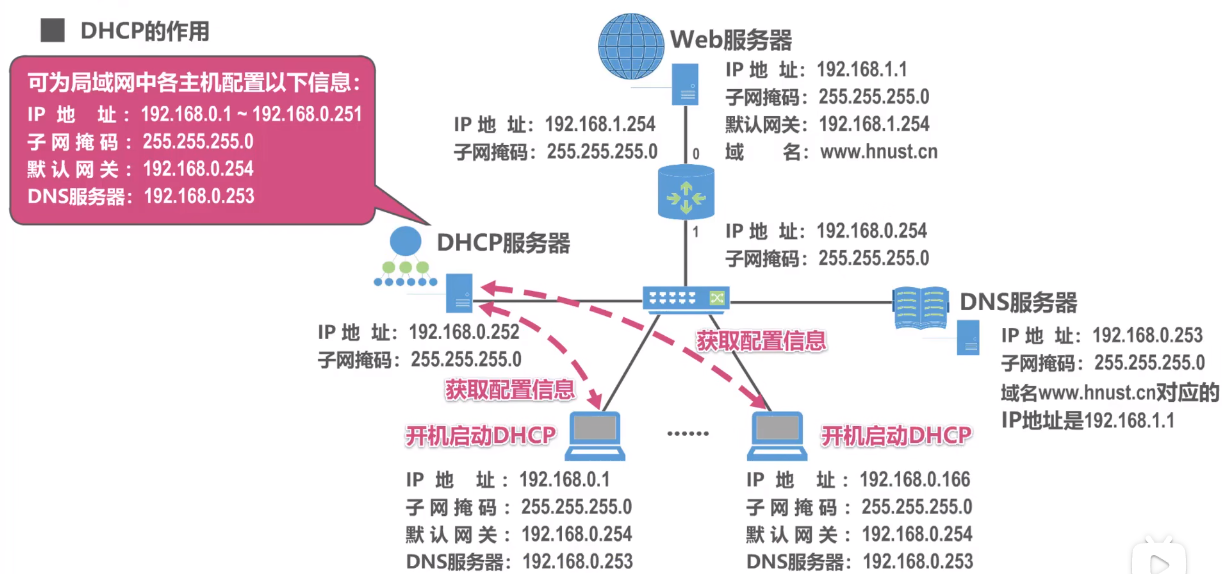 DHCP的作用
可为局域网中各主机配置以下信息：
IP 地 址：192.168.0.1 ~ 192.168.0.251
子网掩码：255.255.255.0
默认网关：192.168.0.254
DNS服务器：192.168.0.253
Web服务器
IP 地 址：192.168.1.1
子网掩码：255.255.255.0
默认网关：192.168.1.254
域 名：www.hnust.cn
IP 地 址：192.168.1.254
子网掩码：255.255.255.0
0
1
IP 地 址：192.168.0.254
子网掩码：255.255.255.0
DHCP服务器
IP 地 址：192.168.0.252
子网掩码：255.255.255.0
DNS服务器
IP 地 址：192.168.0.253
子网掩码：255.255.255.0
域名www.hnust.cn对应的
IP地址是192.168.1.1
获取配置信息
获取配置信息
开机启动DHCP
······
开机启动DHCP
IP 地 址：192.168.0.1
子网掩码：255.255.255.0
默认网关：192.168.0.254
DNS服务器：192.168.0.253
IP 地 址：192.168.0.166
子网掩码：255.255.255.0
默认网关：192.168.0.254
DNS服务器：192.168.0.253